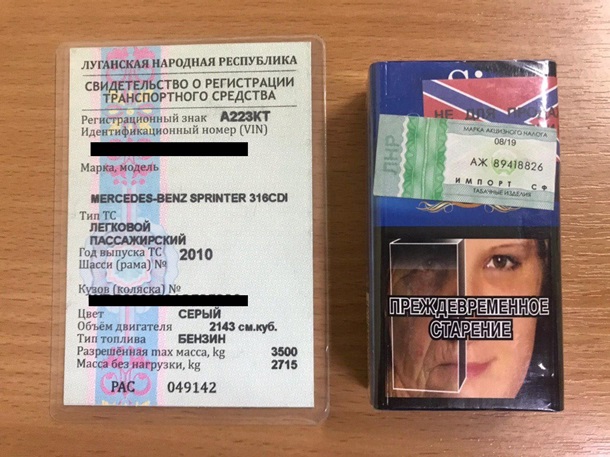 ЛУГАНСКАЯ НАРОДНАЯ РЕСПУБЛИКА
СВИДЕТЕЛЬСТВО О РЕГИСТРАЦИИ
ТРАНСПОРТНОГО СРЕДСТВА
Регистрационный знак А223КТ
Идентификационный номер (VIN)
Марка, модель
MERCEDES-BENZ SPRINTER 316CDI
Тип ТС
ЛЕГКОВОЙ
ПАССАЖИРСКИЙ
Год выпуска ТС 2010
Шасси (рама) №
Кузов (коляска) №
Цвет СЕРЫЙ
Объём двигателя 2143 см.куб.
Тип топлива БЕНЗИН
Разрешённая max масса, kg 3500
Масса без нагрузки, kg 2715
РАС 049142
НЕ ДЛЯ
ЛНР
МАРКА АКЦИЗНОГО НАЛОГА
08/19
АЖ 89418826
ИМПОРТ СФ
ТАБАЧНЫЕ ИЗДЕЛИЯ
ПРЕЖДЕВРЕМЕННОЕ
СТАРЕНИЕ